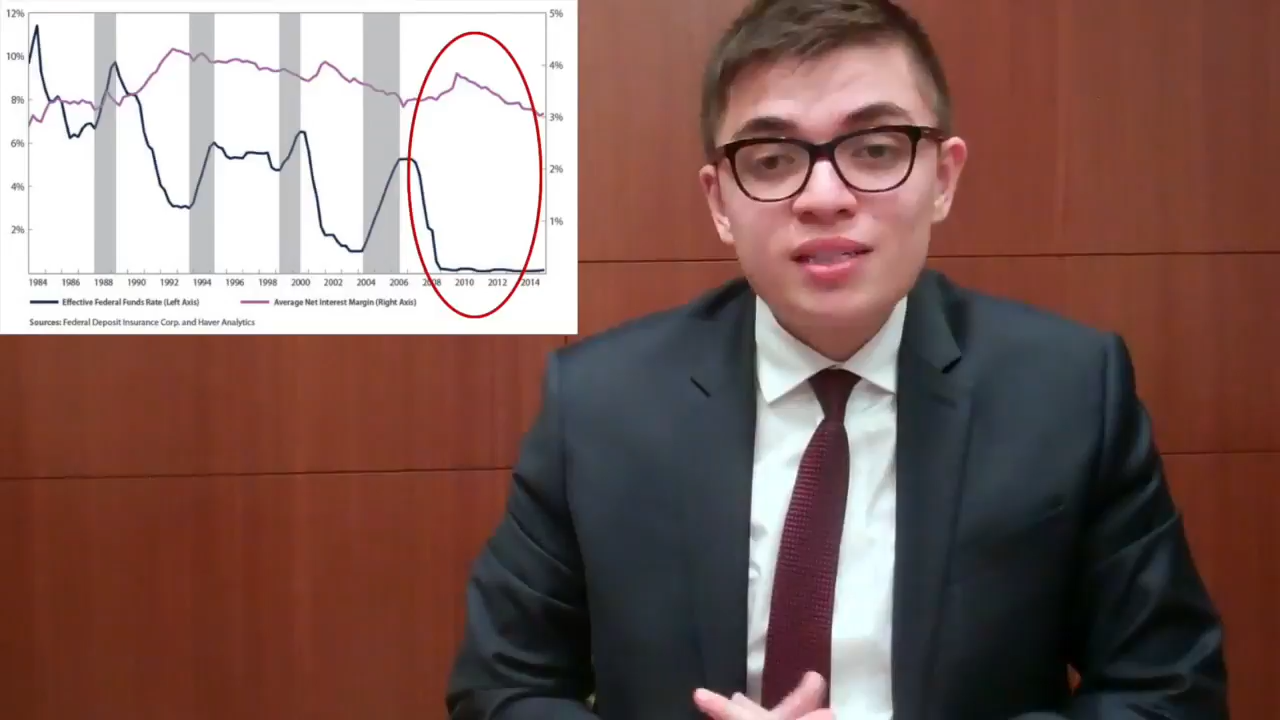 12% 5%
10% 4%
8% 3%
6% 2%
4% 1%
2%
1984 1986 1988 1990 1992 1994 1996 1998 2000 2002 2004 2006 2008 2010 2012 2014
Effective Federal Funds Rate (Left Axis) Average Net Interest Margin (Right Axis)
Sources: Federal Deposit Insurance Corp. and Haver Analytics